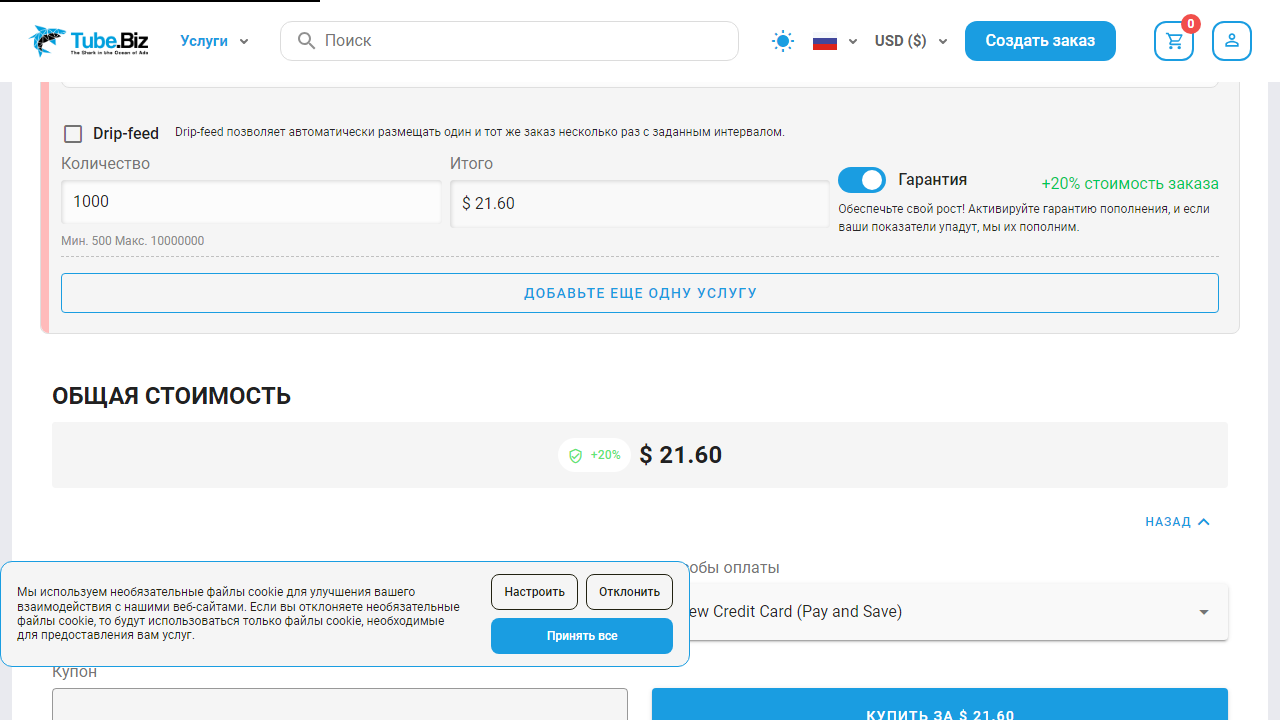 Tube.Biz
The Shark in the Ocean of Ads
Услуги
Поиск
USD ($)
Создать заказ
0
Drip-feed
Drip-feed позволяет автоматически размещать один и тот же заказ несколько раз с заданным интервалом.
Количество
Итого
1000
$ 21.60
Гарантия
+20% стоимость заказа
Обеспечьте свой рост! Активируйте гарантию пополнения, и если
ваши показатели упадут, мы их пополним.
Мин. 500 Макс. 10000000
ДОБАВЬТЕ ЕЩЕ ОДНУ УСЛУГУ
ОБЩАЯ СТОИМОСТЬ
+20%
$ 21.60
НАЗАД
обы оплаты
ew Credit Card (Pay and Save)
Мы используем необязательные файлы cookie для улучшения вашего
взаимодействия с нашими веб-сайтами. Если вы отклоняете необязательные
файлы cookie, то будут использоваться только файлы cookie, необходимые
для предоставления вам услуг.
Настроить
Отклонить
Принять все
Купон
КУПИТЬ ЗА $ 21.60